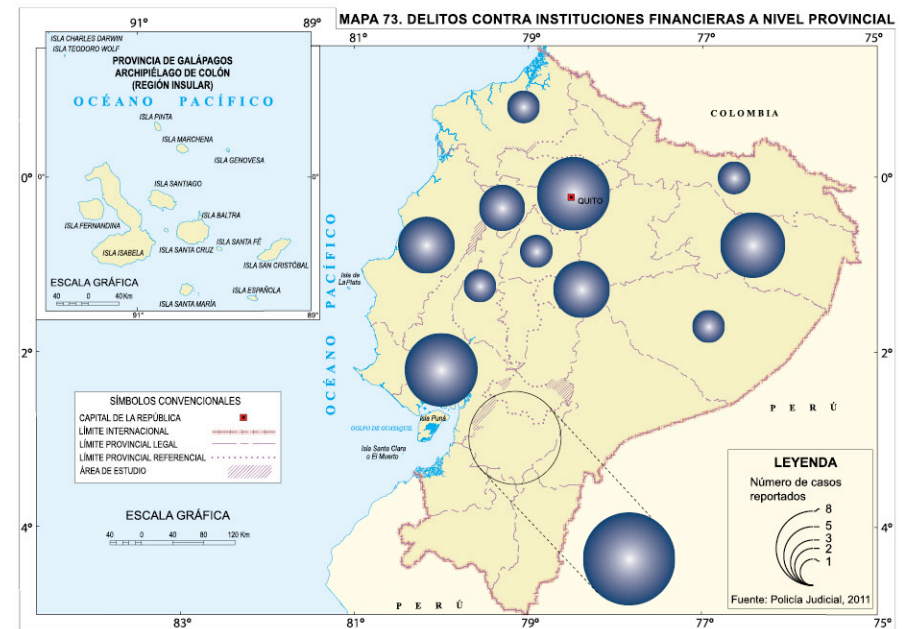 MAPA 73. DELITOS CONTRA INSTITUCIONES FINANCIERAS A NIVEL PROVINCIAL
91°
89°
81°
79°
77°
75°
ISLA CHARLES DARWIN
ISLA TEODORO WOLF
PROVINCIA DE GALÁPAGOS
ARCHIPIÉLAGO DE COLÓN
(REGIÓN INSULAR)
OCÉANO PACÍFICO
ISLA PINTA
ISLA MARCHENA
ISLA GENOVESA
0°
0°
ISLA SANTIAGO
ISLA BALTRA
ISLA FERNANDINA
ISLA SANTA CRUZ
ISLA SANTA FÉ
ISLA ISABELA
ISLA SAN CRISTÓBAL
ESCALA GRÁFICA
40 0 40Km
ISLA SANTA MARÍA
ISLA ESPAÑOLA
91°
89°
COLOMBIA
0°
QUITO
OCÉANO PACÍFICO
Isla de
La Plata
2°
2°
PERÚ
Isla Puná
GOLFO DE GUAYAQUIL
Isla Santa Clara
o El Muerto
SÍMBOLOS CONVENCIONALES
CAPITAL DE LA REPÚBLICA
LÍMITE INTERNACIONAL
LÍMITE PROVINCIAL LEGAL
LÍMITE PROVINCIAL REFERENCIAL
ÁREA DE ESTUDIO
ESCALA GRÁFICA
40 0 40 80 120 Km
LEYENDA
Número de casos
reportados
8
5
3
2
1
Fuente: Policía Judicial, 2011
4°
4°
PERÚ
83°
81°
79°
77°
75°